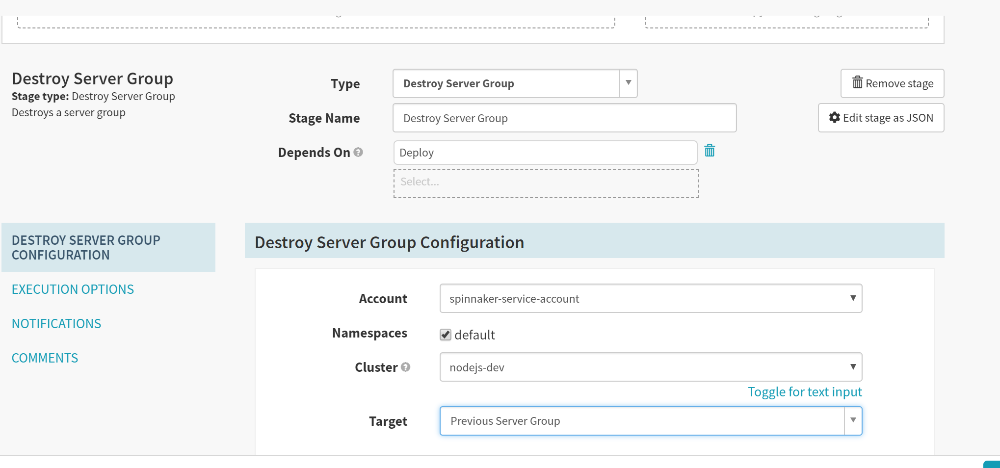 Destroy Server Group
Stage type: Destroy Server Group
Destroys a server group
Type
Destroy Server Group
Remove stage
Stage Name
Destroy Server Group
Edit stage as JSON
Depends On ?
Deploy
Select...
DESTROY SERVER GROUP
CONFIGURATION
EXECUTION OPTIONS
NOTIFICATIONS
COMMENTS
Destroy Server Group Configuration
Account
spinnaker-service-account
Namespaces
default
Cluster ?
nodejs-dev
Toggle for text input
Target
Previous Server Group